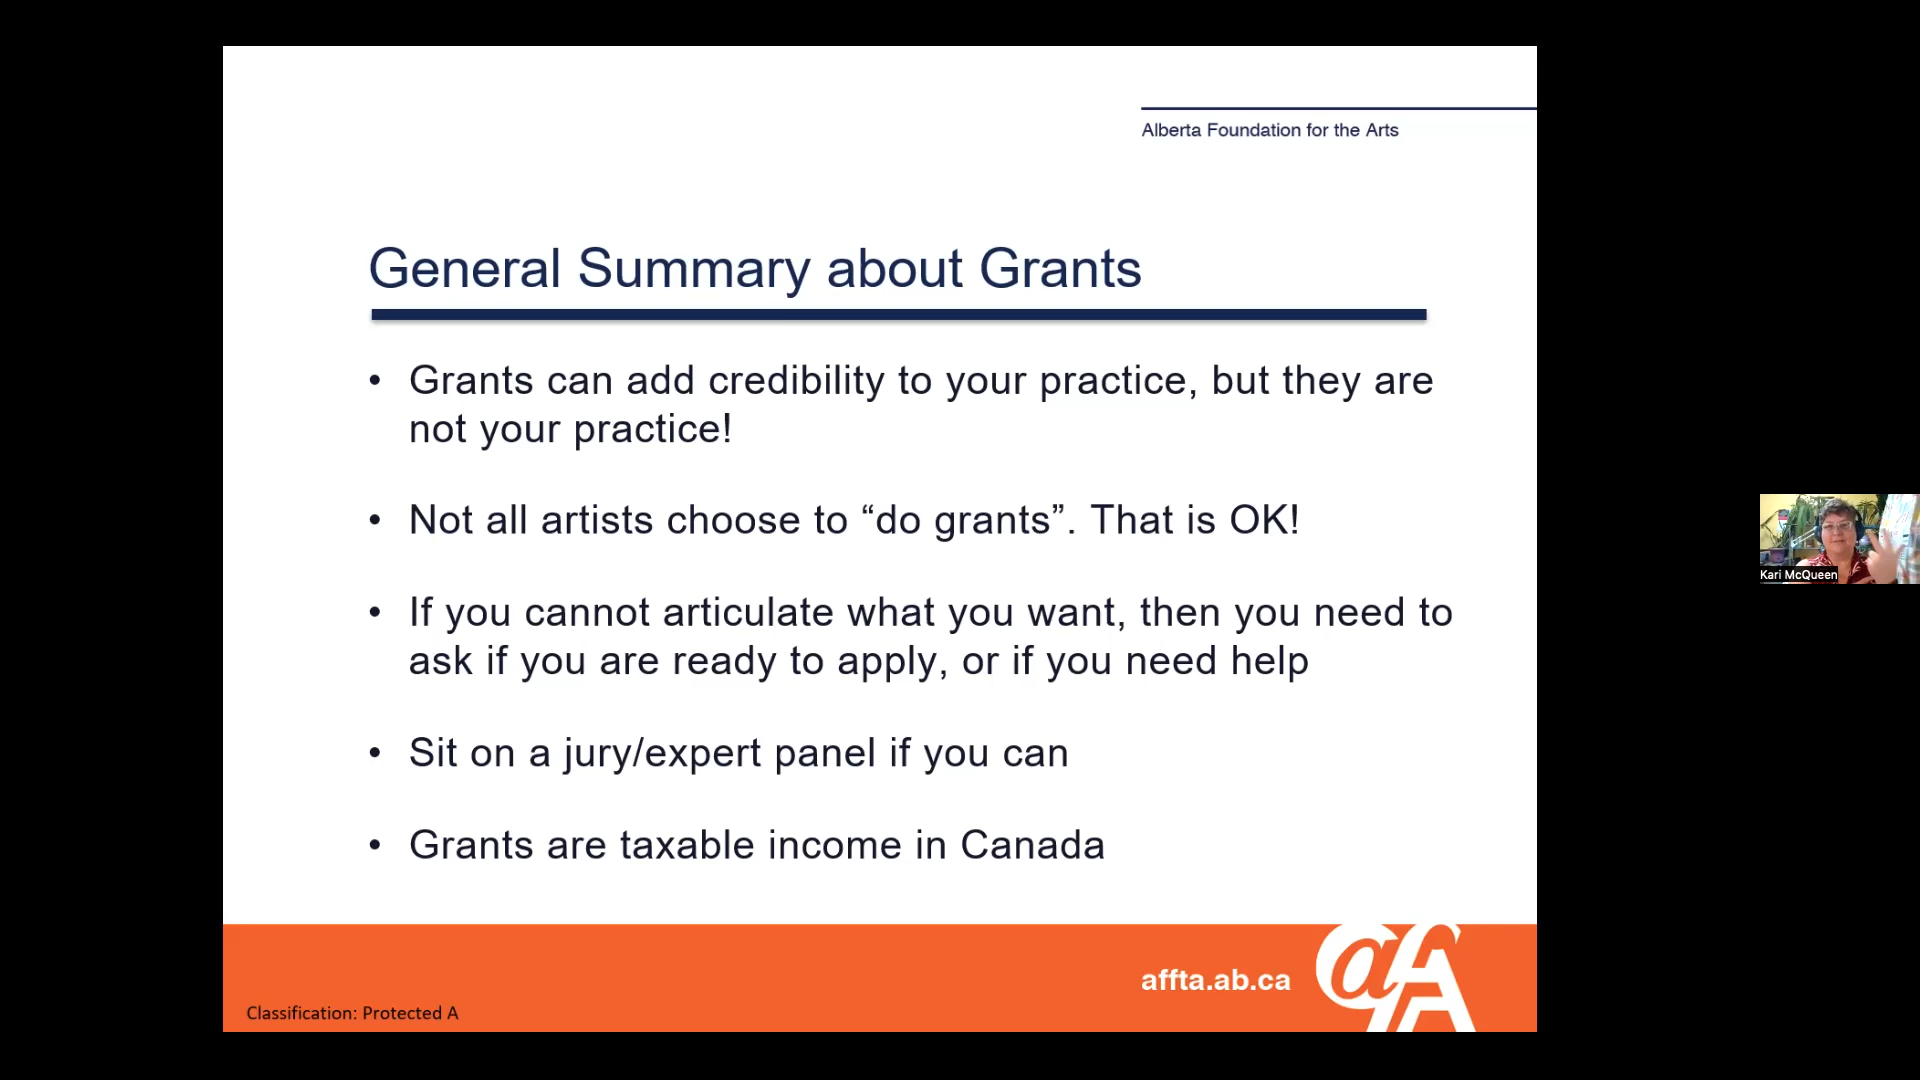 Alberta Foundation for the Arts
General Summary about Grants
• Grants can add credibility to your practice, but they are
not your practice!
• Not all artists choose to “do grants”. That is OK!
• If you cannot articulate what you want, then you need to
ask if you are ready to apply, or if you need help
• Sit on a jury/expert panel if you can
• Grants are taxable income in Canada
affta.ab.ca
afA
Classification: Protected A
Kari McQueen